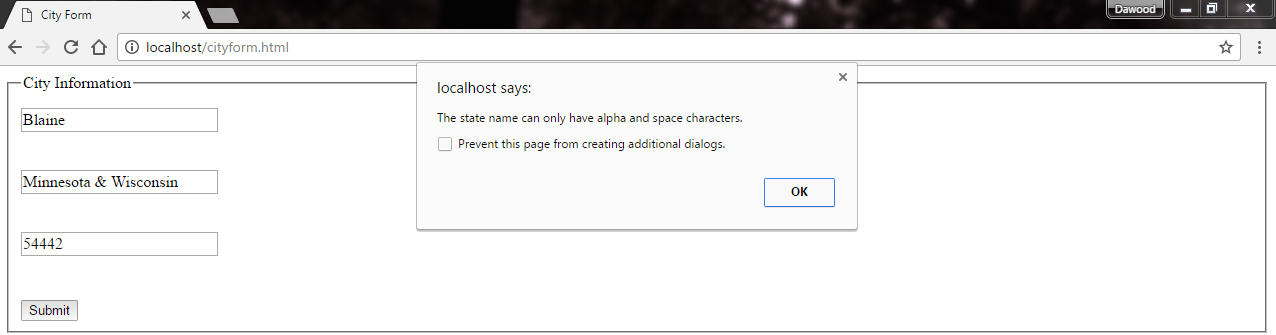 City Form
Dawood
localhost/cityform.html
City Information
localhost says:
Blaine
The state name can only have alpha and space characters.
Prevent this page from creating additional dialogs.
Minnesota & Wisconsin
OK
54442
Submit